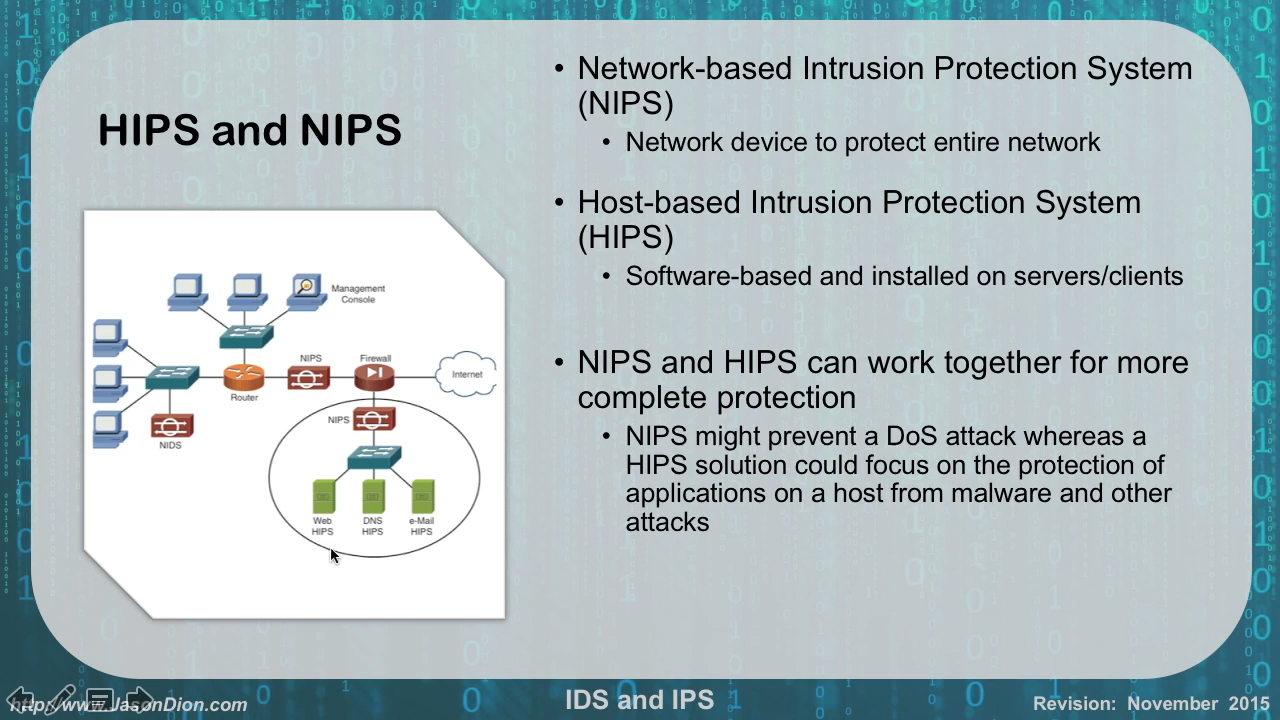 HIPS and NIPS
Management
Console
NIPS
Firewall
Internet
Router
NIPS
NIDS
Web
HIPS
DNS
HIPS
e-Mail
HIPS
• Network-based Intrusion Protection System
(NIPS)
• Network device to protect entire network
• Host-based Intrusion Protection System
(HIPS)
• Software-based and installed on servers/clients
• NIPS and HIPS can work together for more
complete protection
• NIPS might prevent a DoS attack whereas a
HIPS solution could focus on the protection of
applications on a host from malware and other
attacks
http://www.JasonDion.com
IDS and IPS
Revision: November 2015